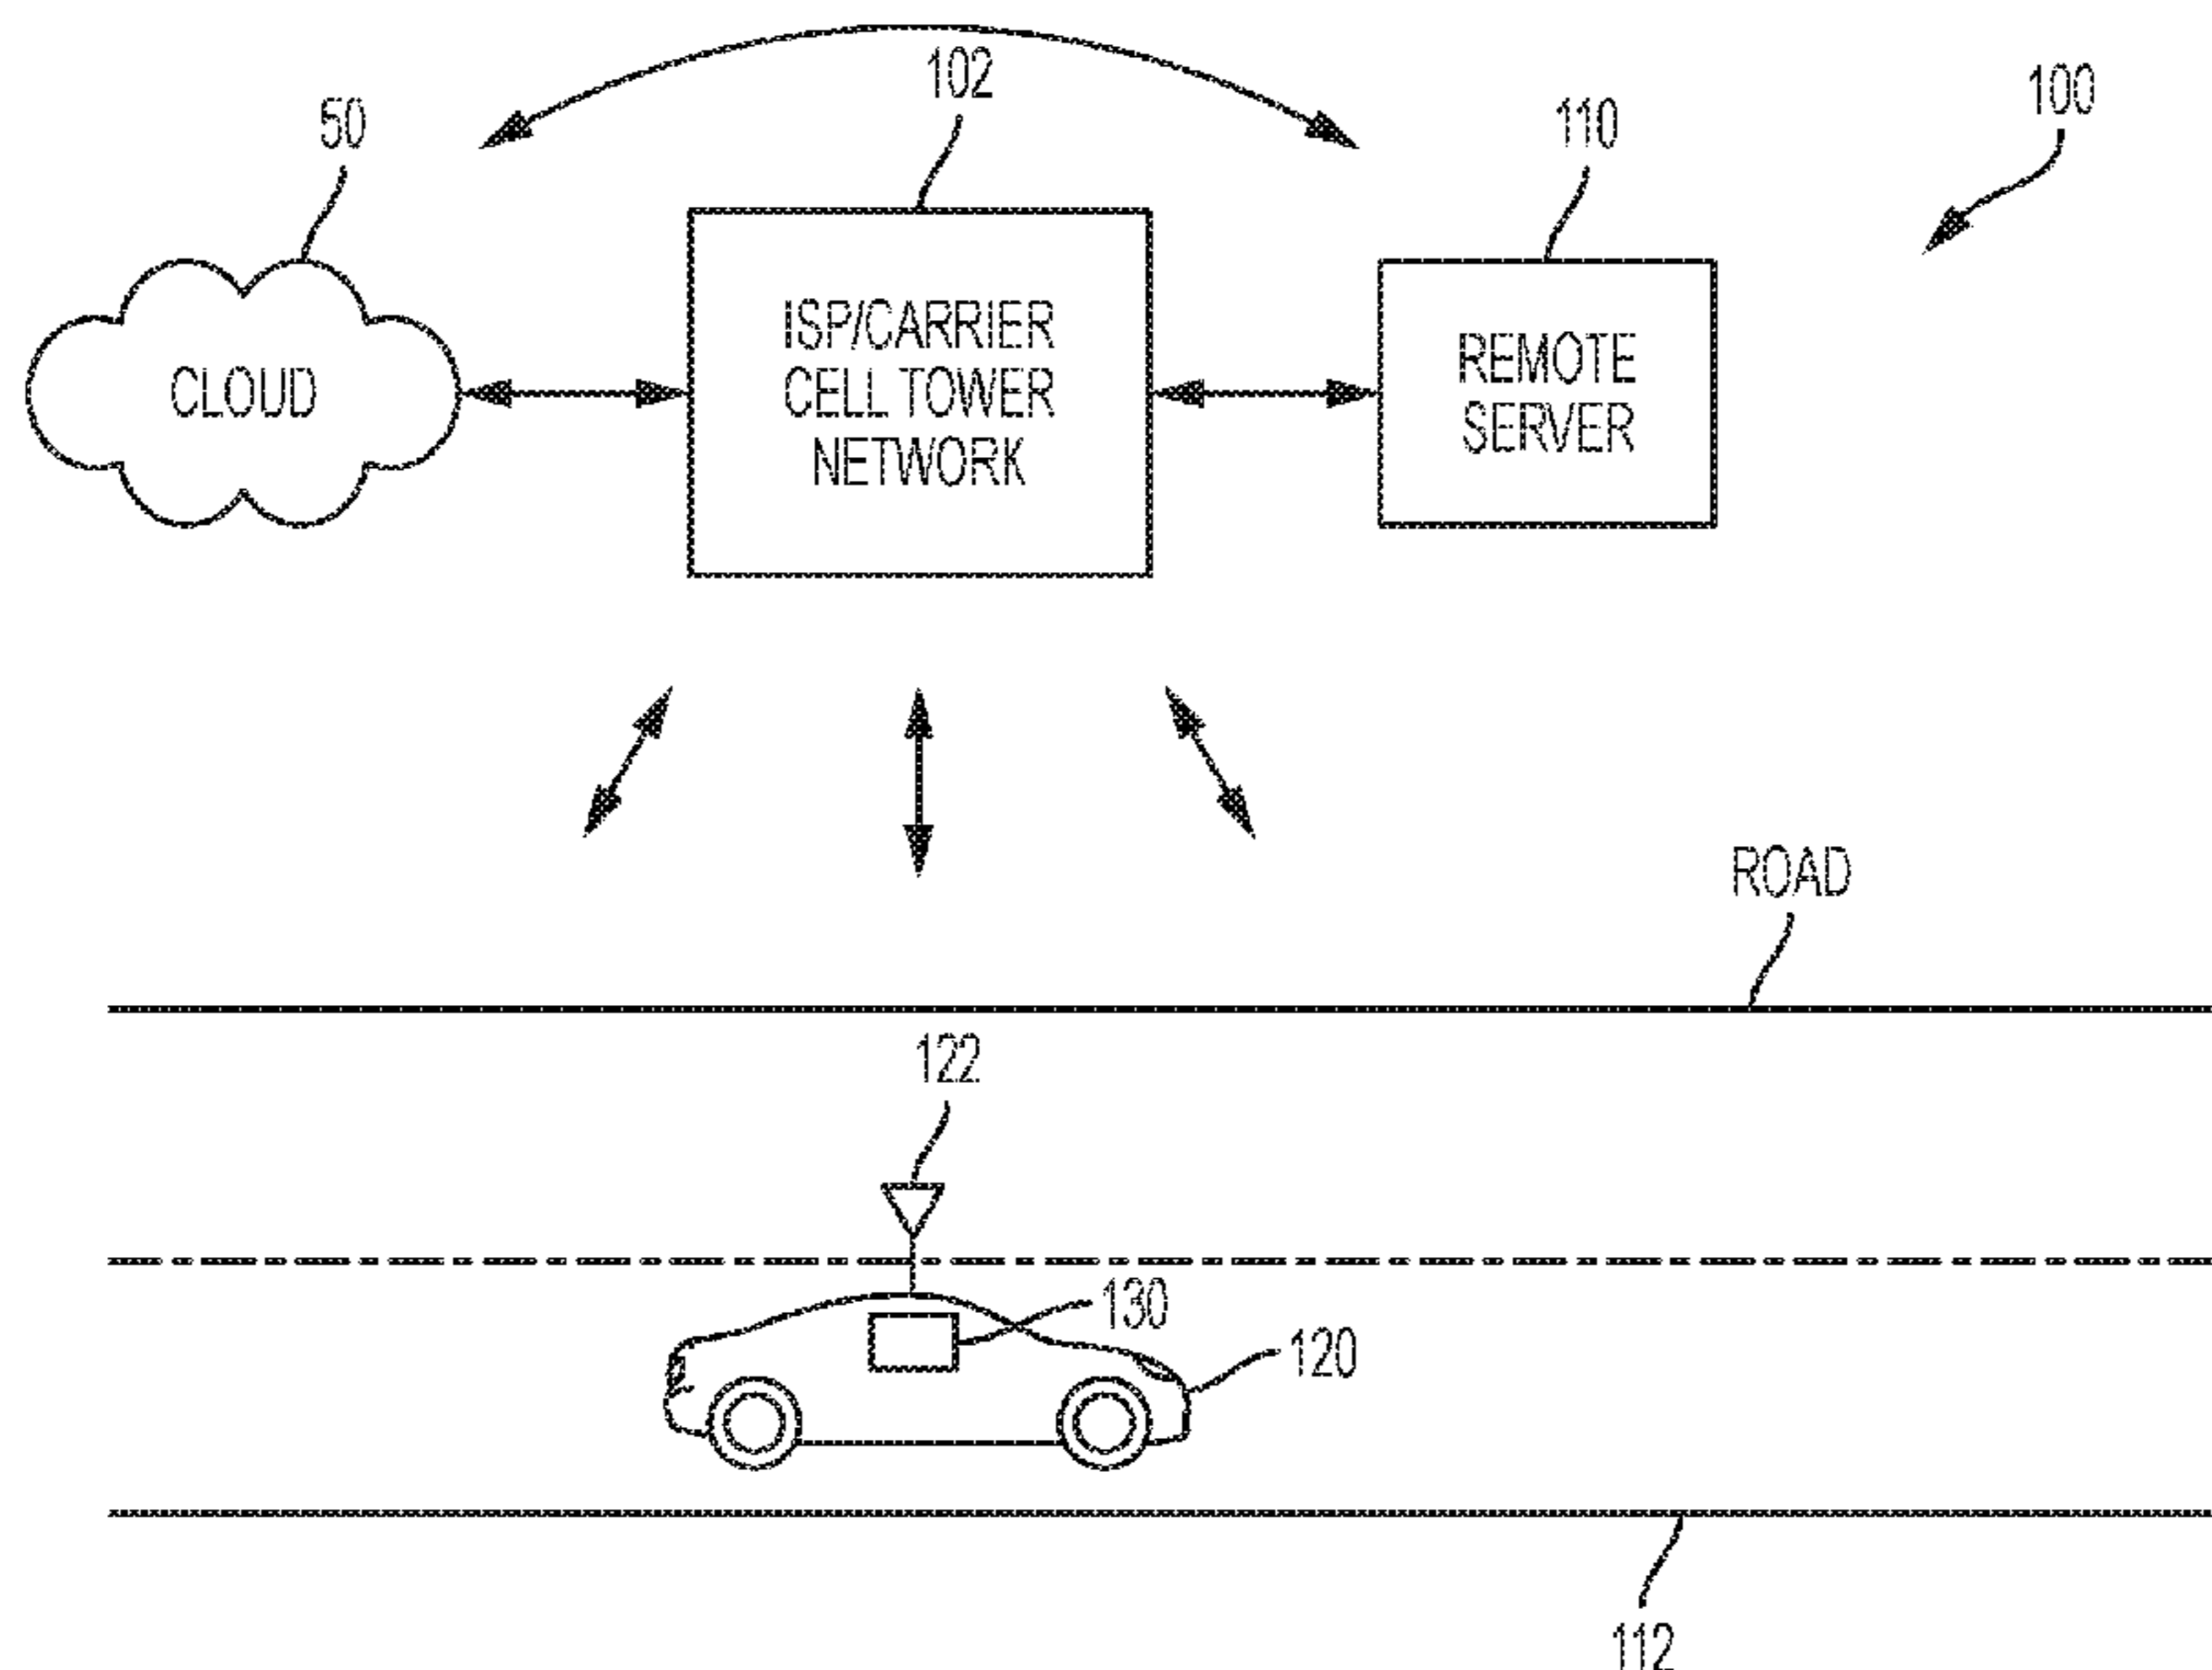 102
50
110
100
ISP/CARRIER
CELL TOWER
NETWORK
CLOUD
REMOTE
SERVER
ROAD
122
130
120
112